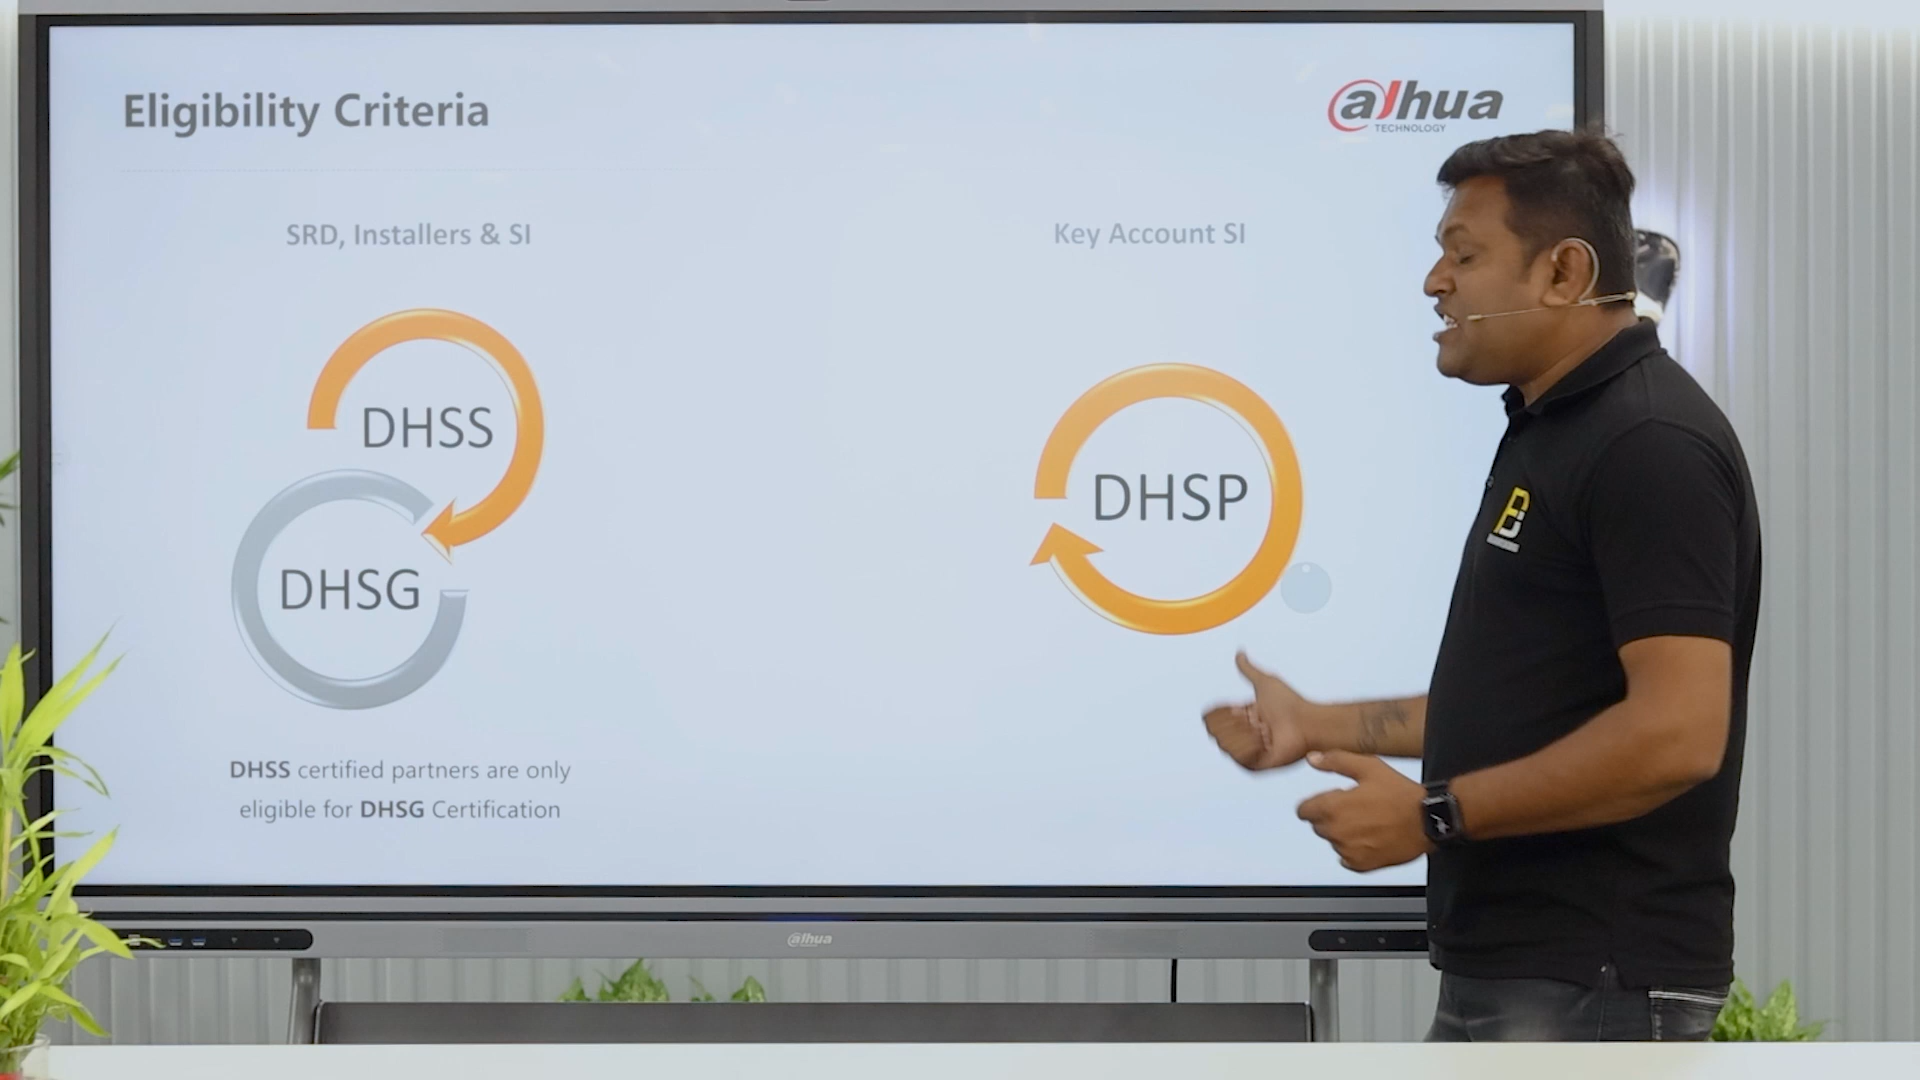 Eligibility Criteria
alhua
TECHNOLOGY
SRD, Installers & SI
Key Account SI
DHSS
DHSG
DHSP
DHSS certified partners are only
eligible for DHSG Certification
alhua